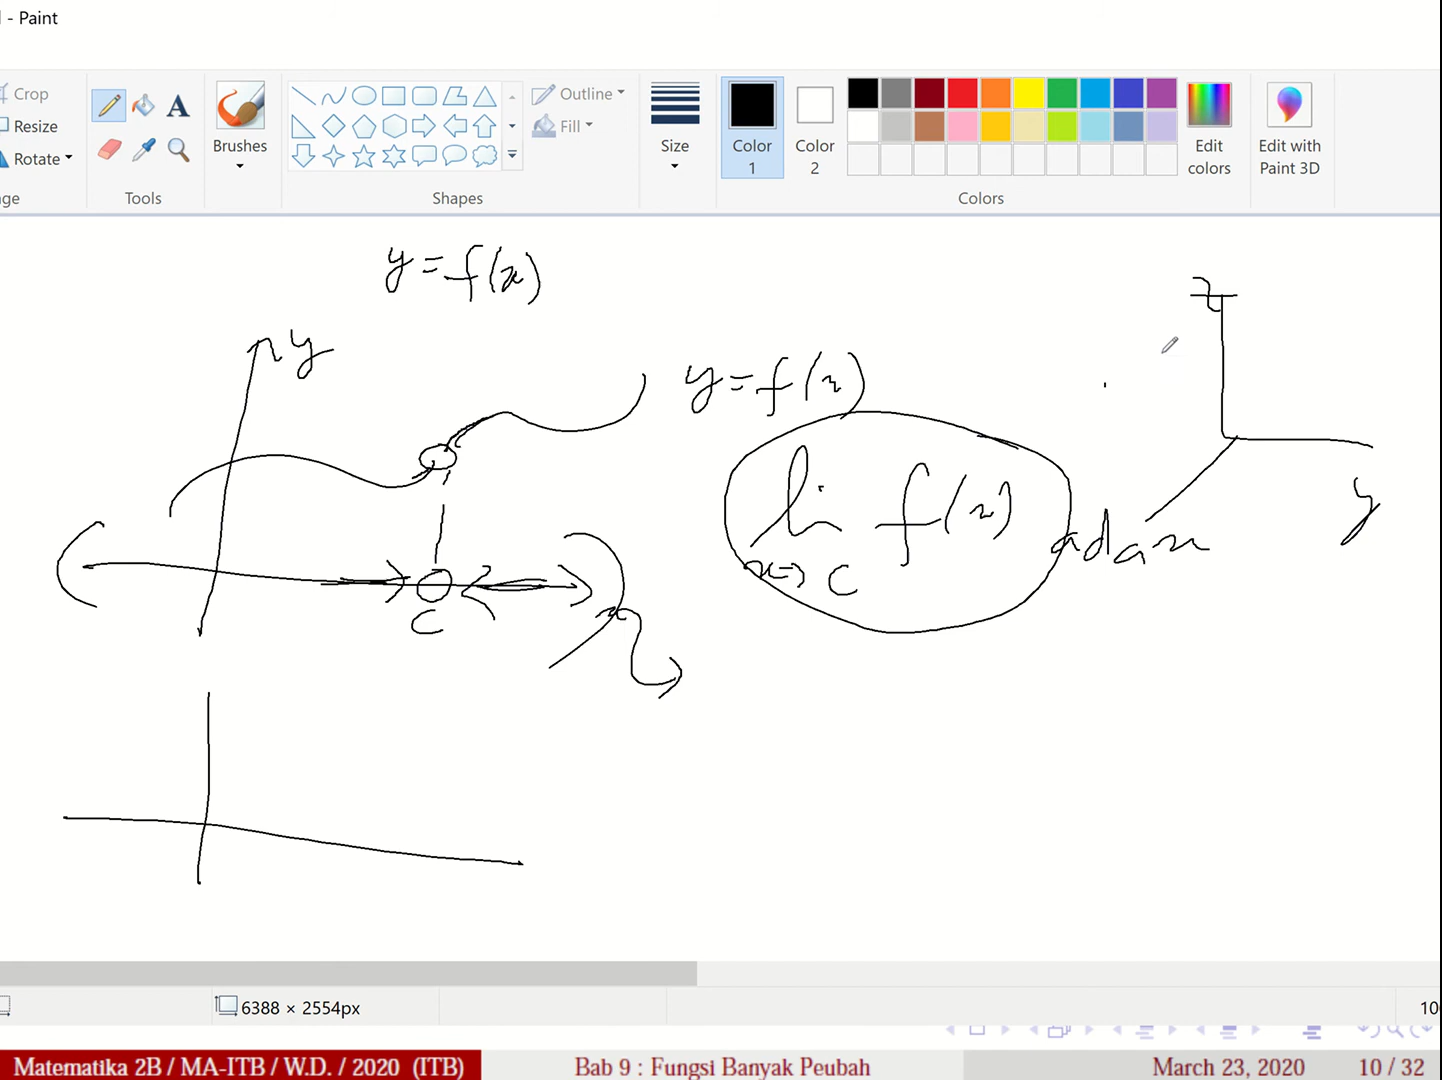 - Paint
Crop
Resize
Rotate
Tools
Brushes
Shapes
Outline
Fill
Size
Color 1
Color 2
Colors
Edit colors
Edit with Paint 3D
y = f(x)
y
z
y = f(x)
lim f(x)
x→c
ada
y
c
6388 × 2554px
10
Matematika 2B / MA-ITB / W.D. / 2020 (ITB)
Bab 9 : Fungsi Banyak Peubah
March 23, 2020
10 / 32